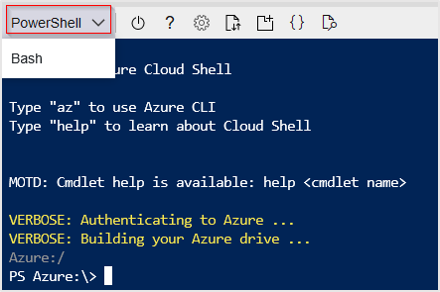 PowerShell
Bash
ure Cloud Shell
Type "az" to use Azure CLI
Type "help" to learn about Cloud Shell
MOTD: Cmdlet help is available: help <cmdlet name>
VERBOSE: Authenticating to Azure ...
VERBOSE: Building your Azure drive ...
Azure:/
PS Azure:\>